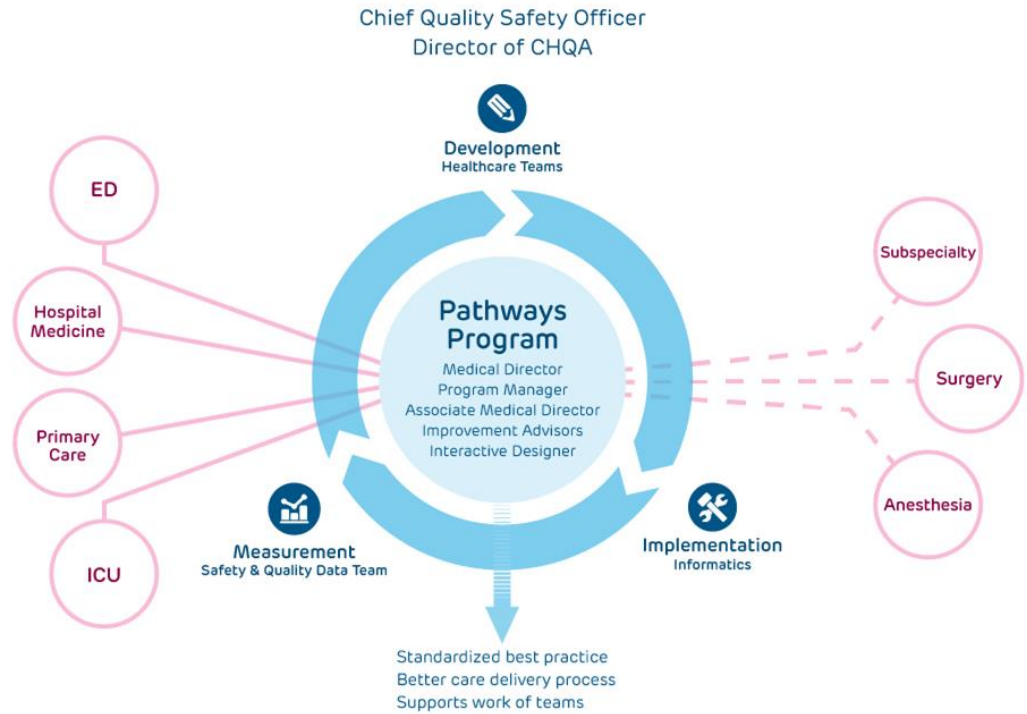 Chief Quality Safety Officer
Director of CHQA
Development
Healthcare Teams
ED
Hospital
Medicine
Primary
Care
ICU
Pathways
Program
Medical Director
Program Manager
Associate Medical Director
Improvement Advisors
Interactive Designer
Subspecialty
Surgery
Anesthesia
Measurement
Safety & Quality Data Team
Implementation
Informatics
Standardized best practice
Better care delivery process
Supports work of teams